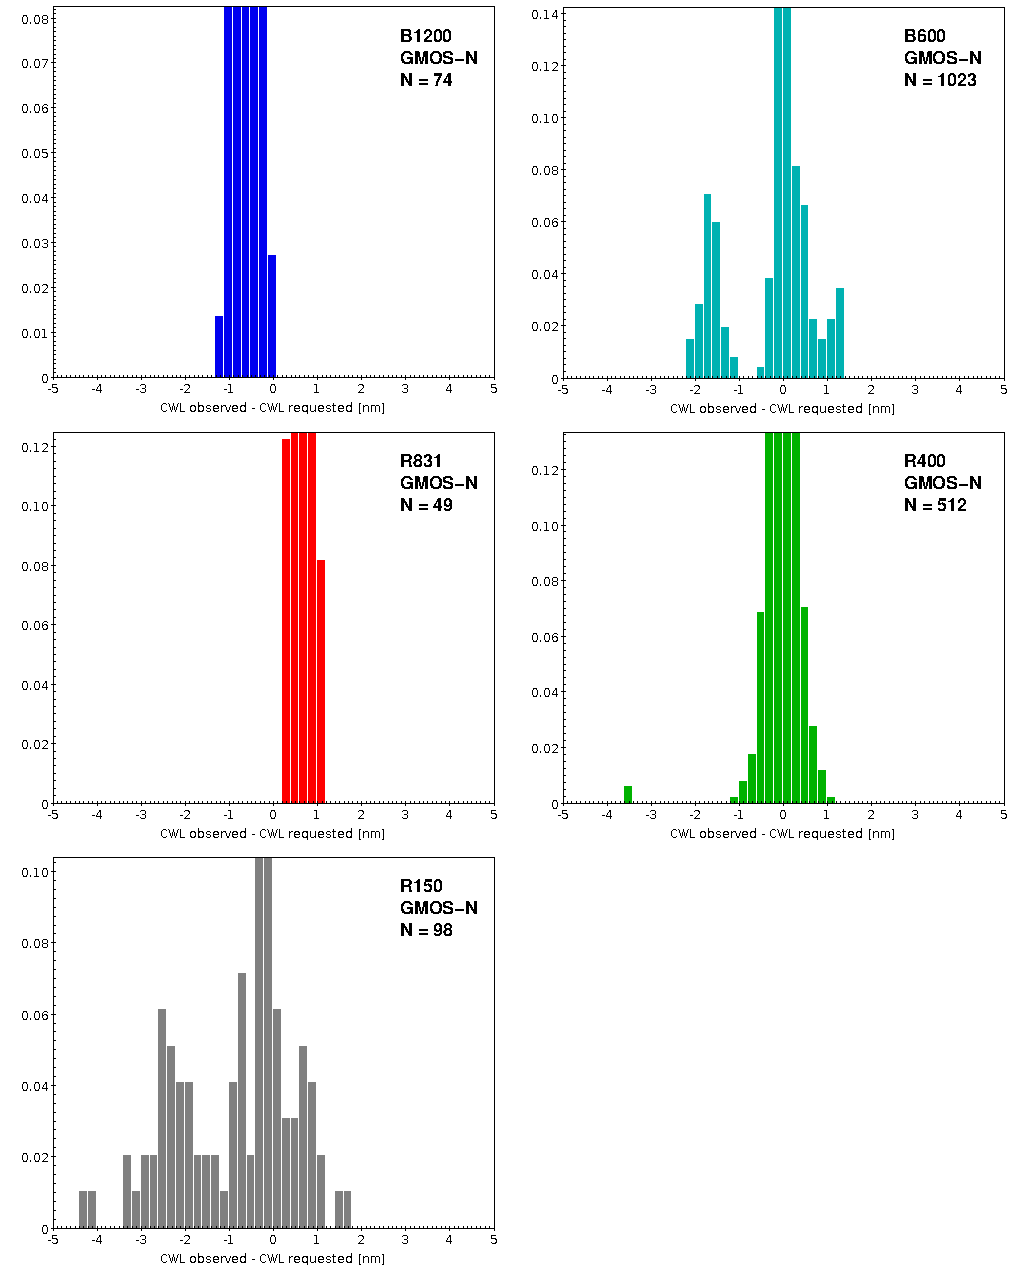 B1200
GMOS-N
N = 74
0.08
0.07
0.06
0.05
0.04
0.03
0.02
0.01
0
-5 -4 -3 -2 -1 0 1 2 3 4 5
CWL observed - CWL requested [nm]
B600
GMOS-N
N = 1023
0.14
0.12
0.10
0.08
0.06
0.04
0.02
0
-5 -4 -3 -2 -1 0 1 2 3 4 5
CWL observed - CWL requested [nm]
R831
GMOS-N
N = 49
0.12
0.10
0.08
0.06
0.04
0.02
0
-5 -4 -3 -2 -1 0 1 2 3 4 5
CWL observed - CWL requested [nm]
R400
GMOS-N
N = 512
0.12
0.10
0.08
0.06
0.04
0.02
0
-5 -4 -3 -2 -1 0 1 2 3 4 5
CWL observed - CWL requested [nm]
R150
GMOS-N
N = 98
0.10
0.08
0.06
0.04
0.02
0
-5 -4 -3 -2 -1 0 1 2 3 4 5
CWL observed - CWL requested [nm]